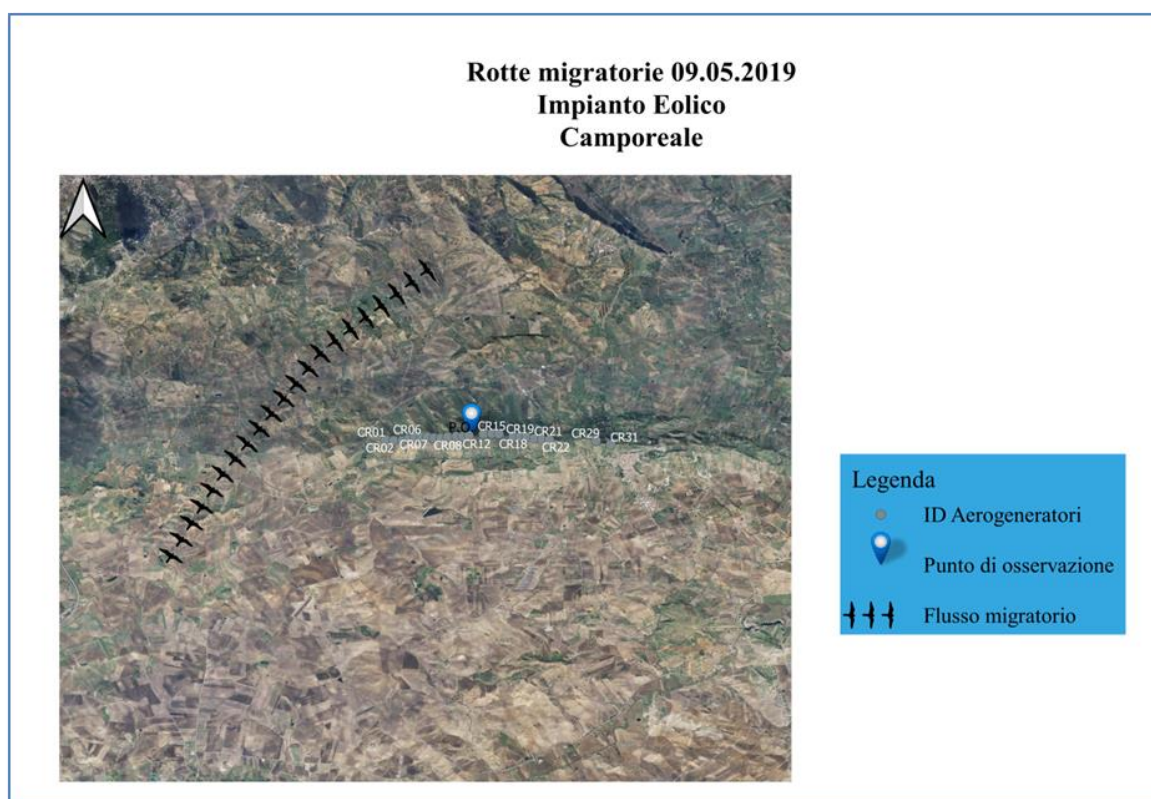 Rotte migratorie 09.05.2019
Impianto Eolico
Camporeale
CR01 CR06 P.O. CR15 CR19 CR21 CR29 CR31
CR02 CR07 CR08 CR12 CR18 CR22
Legenda
ID Aerogeneratori
Punto di osservazione
Flusso migratorio